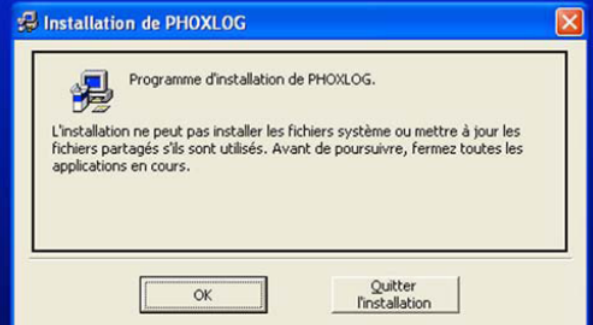 Installation de PHOXLOG
Programme d'installation de PHOXLOG.
L'installation ne peut pas installer les fichiers système ou mettre à jour les
fichiers partagés s'ils sont utilisés. Avant de poursuivre, fermez toutes les
applications en cours.
OK
Quitter
l'installation